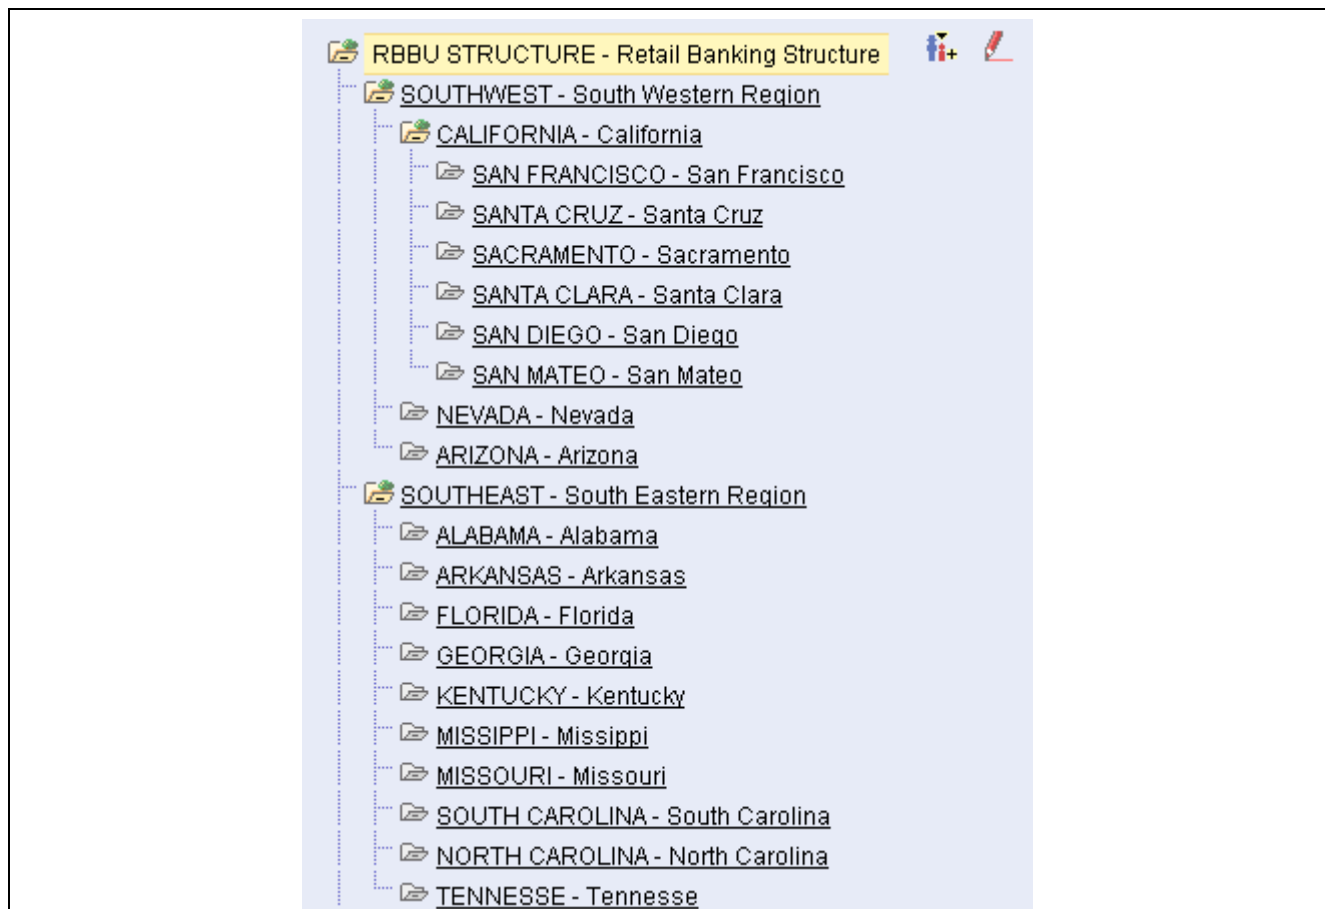 RBBU STRUCTURE - Retail Banking Structure
SOUTHWEST - South Western Region
CALIFORNIA - California
SAN FRANCISCO - San Francisco
SANTA CRUZ - Santa Cruz
SACRAMENTO - Sacramento
SANTA CLARA - Santa Clara
SAN DIEGO - San Diego
SAN MATEO - San Mateo
NEVADA - Nevada
ARIZONA - Arizona
SOUTHEAST - South Eastern Region
ALABAMA - Alabama
ARKANSAS - Arkansas
FLORIDA - Florida
GEORGIA - Georgia
KENTUCKY - Kentucky
MISSIPPI - Missippi
MISSOURI - Missouri
SOUTH CAROLINA - South Carolina
NORTH CAROLINA - North Carolina
TENNESSE - Tennesse